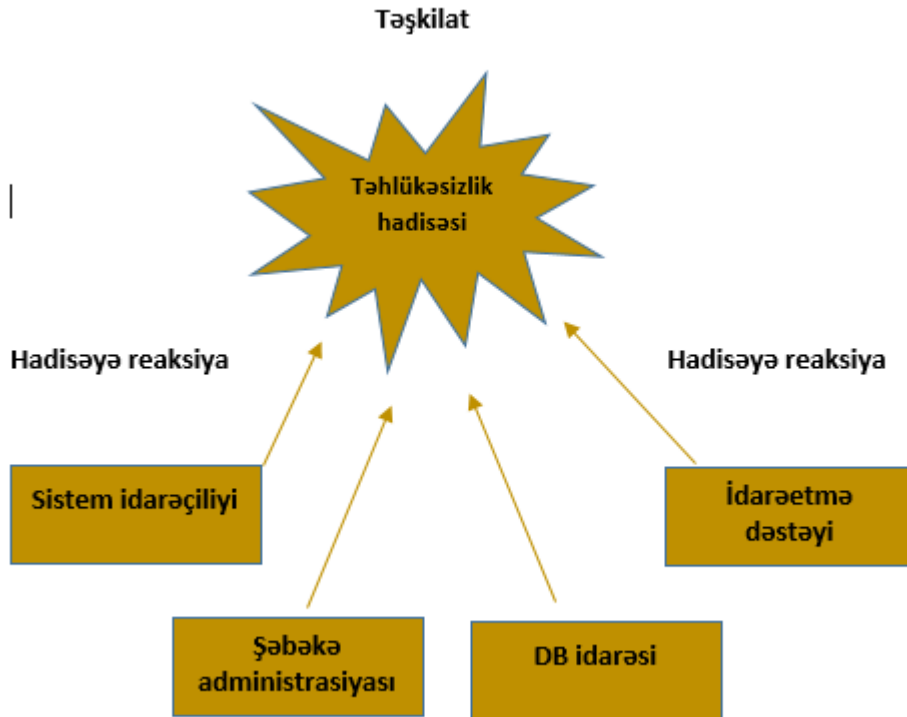 Təşkilat
Təhlükəsizlik
hadisəsi
Hadisəyə reaksiya
Hadisəyə reaksiya
Sistem idarəçiliyi
İdarəetmə
dəstəyi
Şəbəkə
administrasiyası
DB idarəsi